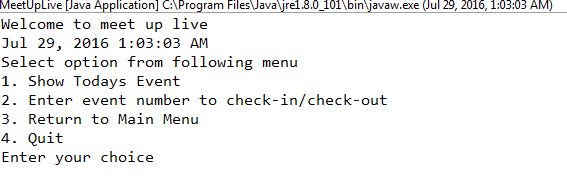 MeetUpLive [Java Application] C:\Program Files\Java\jre1.8.0_101\bin\javaw.exe (Jul 29, 2016, 1:03:03 AM)
Welcome to meet up live
Jul 29, 2016 1:03:03 AM
Select option from following menu
1. Show Todays Event
2. Enter event number to check-in/check-out
3. Return to Main Menu
4. Quit
Enter your choice